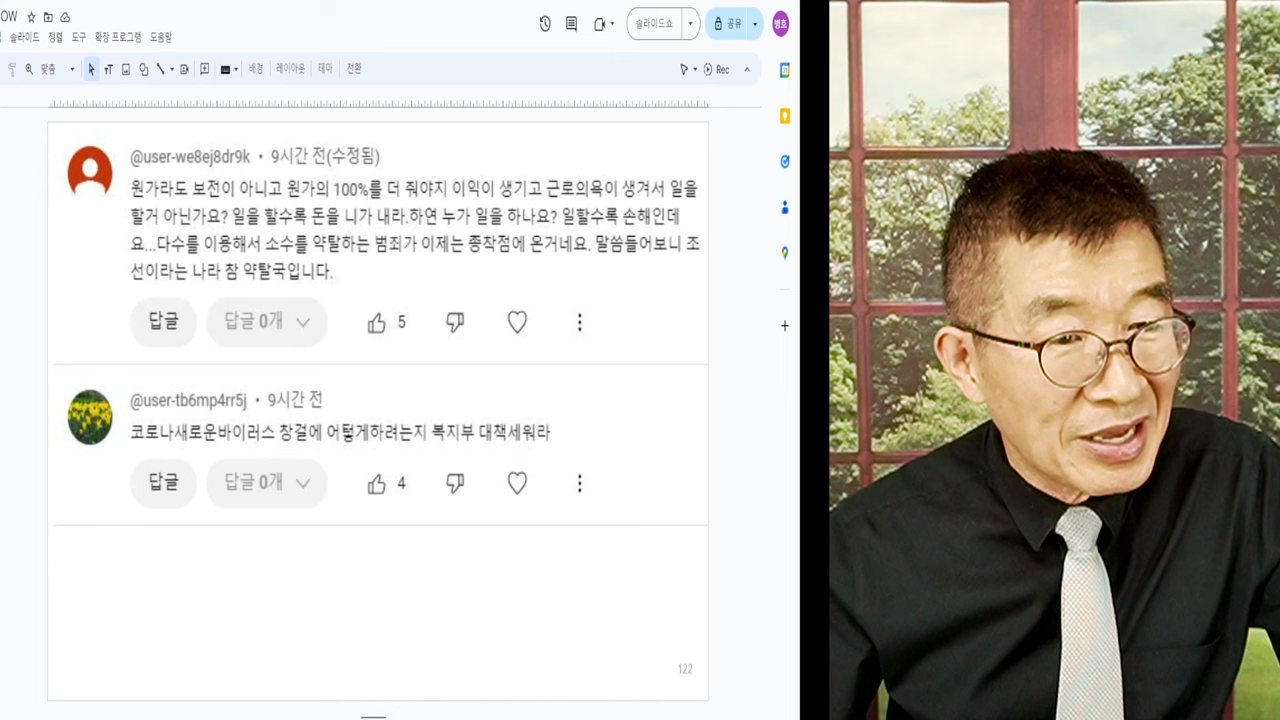 OW
슬라이드 정렬 도구 확장 프로그램 도움말
슬라이드쇼
공유
병호
맞춤
배경 레이아웃 테마 전환
Rec
@user-we8ej8dr9k • 9시간 전(수정됨)
원가라도 보전이 아니고 원가의 100%를 더 줘야지 이익이 생기고 근로의욕이 생겨서 일을
할거 아닌가요? 일을 할수록 돈을 니가 내라.하연 누가 일을 하나요? 일할수록 손해인데
요...다수를 이용해서 소수를 약탈하는 범죄가 이제는 종착점에 온거네요. 말씀들어보니 조
선이라는 나라 참 약탈국입니다.
답글
답글 0개
5
@user-tb6mp4rr5j • 9시간 전
코로나새로운바이러스 창걸에 어떻게하려는지 복지부 대책세워라
답글
답글 0개
4
122